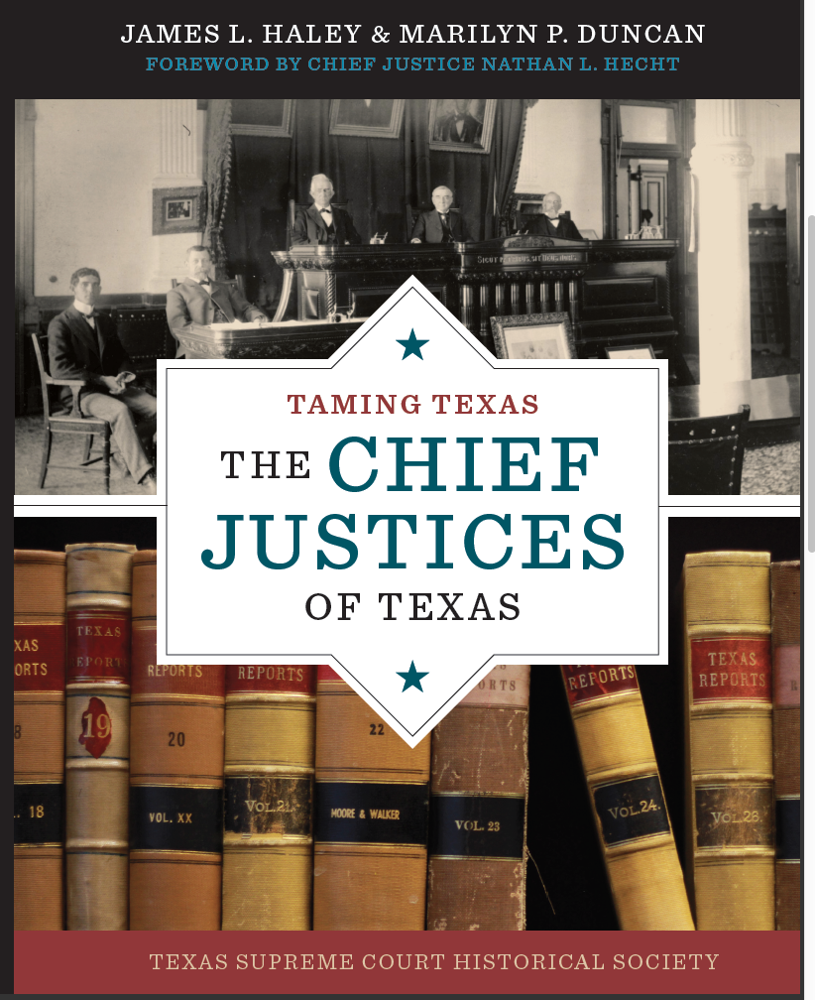 JAMES L. HALEY & MARILYN P. DUNCAN
FOREWORD BY CHIEF JUSTICE NATHAN L. HECHT
TAMING TEXAS
THE CHIEF
JUSTICES
OF TEXAS
XAS
ORTS
8
. 18
TEXAS
REPORT
19
REPORTS
20
VOL. XX
REPORTS
VOL. 21.
22
MOORE & WALKER
ORTS
VOL. 23
REPORTS
VOL. 24.
TEXAS
REPORTS
VOL. 28.
TEXAS SUPREME COURT HISTORICAL SOCIETY